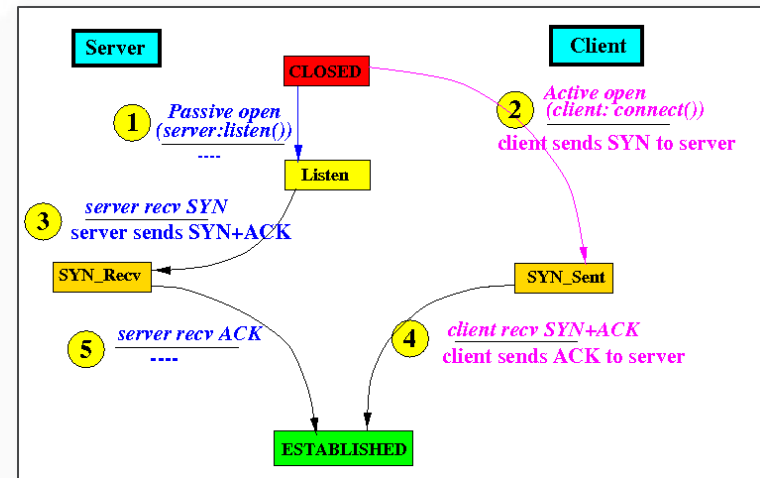 Server
Client
CLOSED
1
Passive open
(server:listen())
----
2
Active open
(client: connect())
client sends SYN to server
Listen
3
server recv SYN
server sends SYN+ACK
SYN_Recv
SYN_Sent
4
client recv SYN+ACK
client sends ACK to server
5
server recv ACK
----
ESTABLISHED